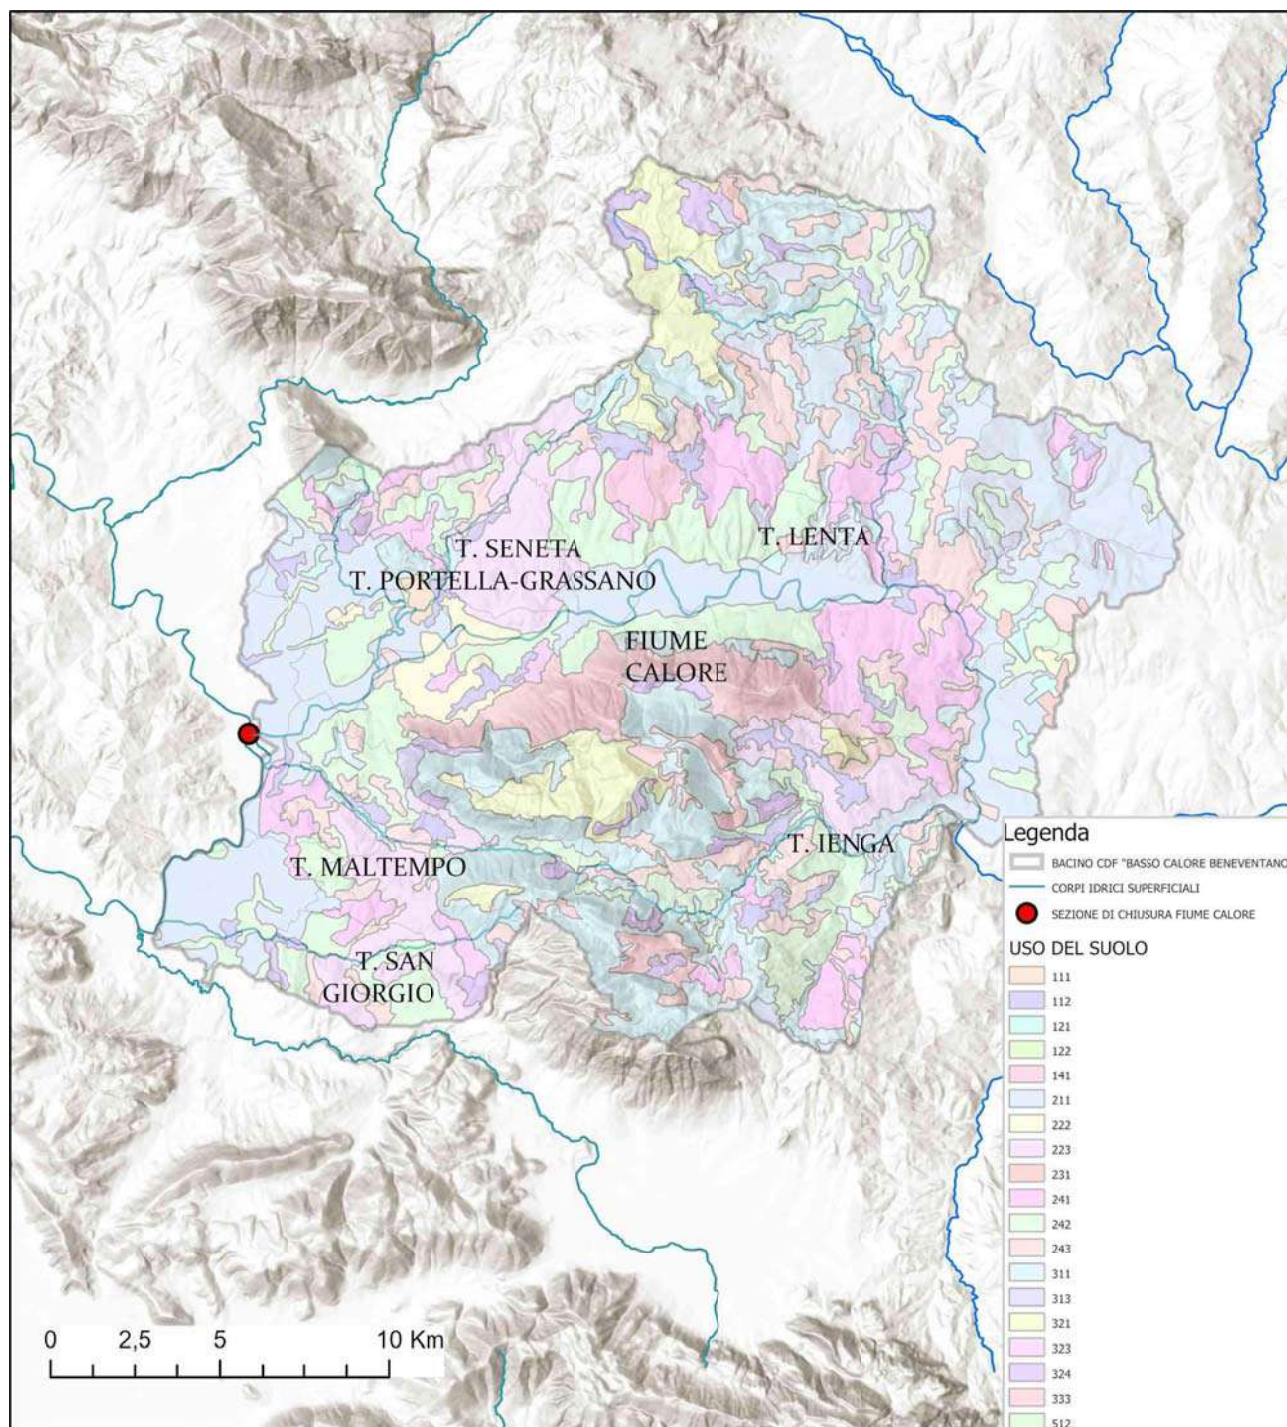 T. SENETA
T. LENTA
T. PORTELLA-GRASSANO
FIUME
CALORE
T. IENGA
T. MALTEMPO
T. SAN
GIORGIO
0 2,5 5 10 Km
Legenda
BACINO CDF "BASSO CALORE BENEVENTANO
CORPI IDRICI SUPERFICIALI
SEZIONE DI CHIUSURA FIUME CALORE
USO DEL SUOLO
111
112
121
122
141
211
222
223
231
241
242
243
311
313
321
323
324
333
512